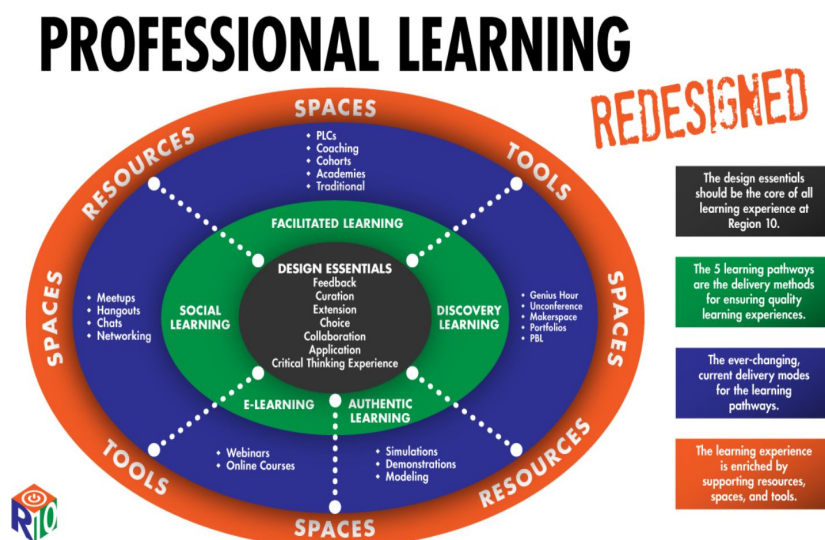 PROFESSIONAL LEARNING
REDESIGNED
SPACES
RESOURCES
TOOLS
SPACES
SPACES
TOOLS
RESOURCES
SPACES
PLCs
Coaching
Cohorts
Academies
Traditional
FACILITATED LEARNING
Meetups
Hangouts
Chats
Networking
SOCIAL
LEARNING
DESIGN ESSENTIALS
Feedback
Curation
Extension
Choice
Collaboration
Application
Critical Thinking Experience
DISCOVERY
LEARNING
Genius Hour
Unconference
Makerspace
Portfolios
PBL
E-LEARNING
AUTHENTIC
LEARNING
Webinars
Online Courses
Simulations
Demonstrations
Modeling
The design essentials
should be the core of all
learning experience at
Region 10.
The 5 learning pathways
are the delivery methods
for ensuring quality
learning experiences.
The ever-changing,
current delivery modes
for the learning
pathways.
The learning experience
is enriched by
supporting resources,
spaces, and tools.
R10